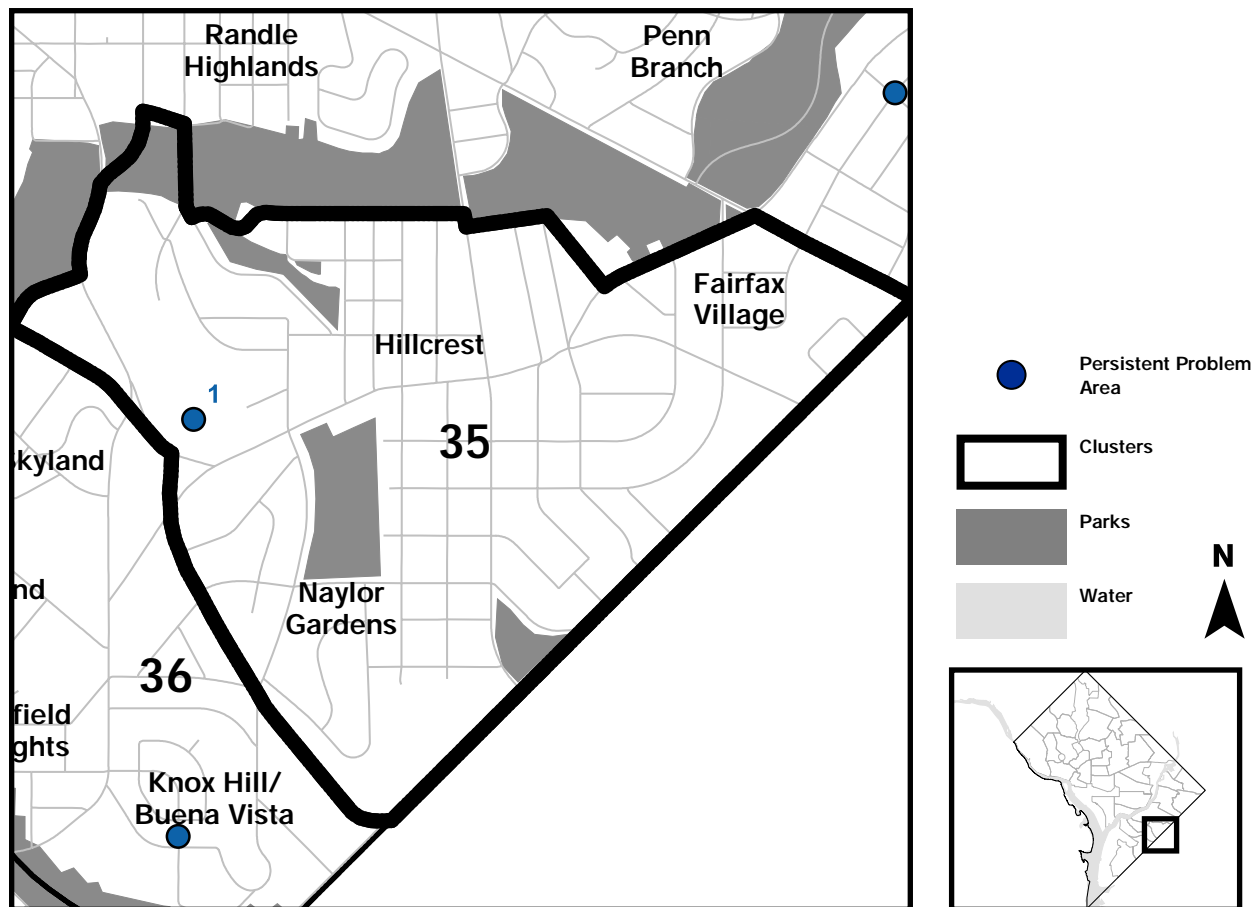 Randle
Highlands
Penn
Branch
Fairfax
Village
Hillcrest
1
35
Skyland
nd
Naylor
Gardens
36
field
ghts
Knox Hill/
Buena Vista
Persistent Problem
Area
Clusters
Parks
Water
N